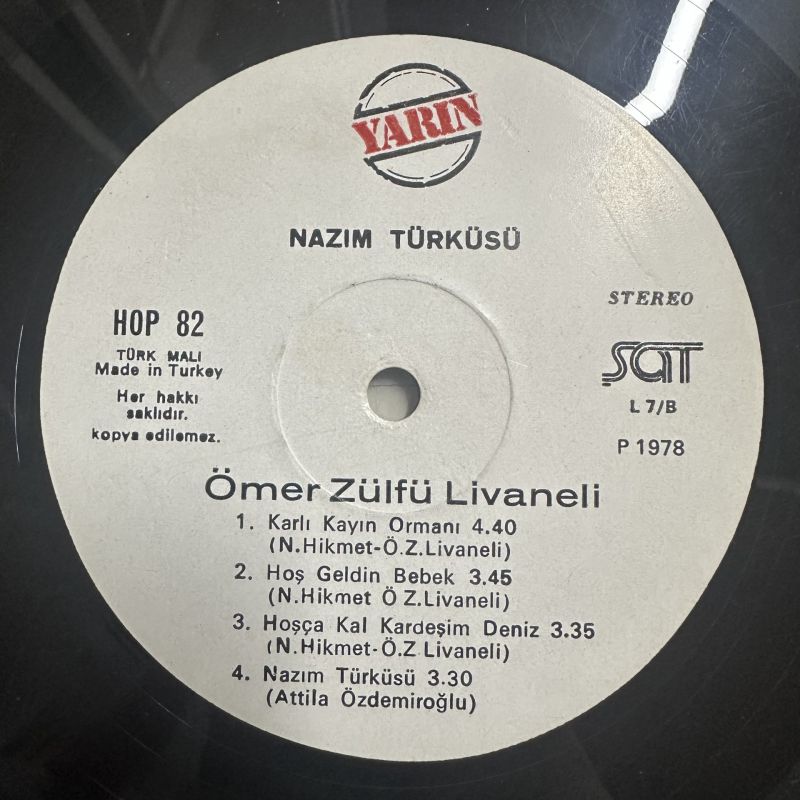 YARIN
NAZIM TÜRKÜSÜ
STEREO
HOP 82
TÜRK MALI
Made in Turkey
Her hakkı
saklıdır.
kopya edilemez.
ŞAT
L 7/B
P 1978
Ömer Zülfü Livaneli
1. Karlı Kayın Ormanı 4.40
(N.Hikmet-Ö.Z.Livaneli)
2. Hoş Geldin Bebek 3.45
(N.Hikmet Ö Z.Livaneli)
3. Hoşça Kal Kardeşim Deniz 3.35
(N.Hikmet-Ö.Z Livaneli)
4. Nazım Türküsü 3.30
(Attila Özdemiroğlu)